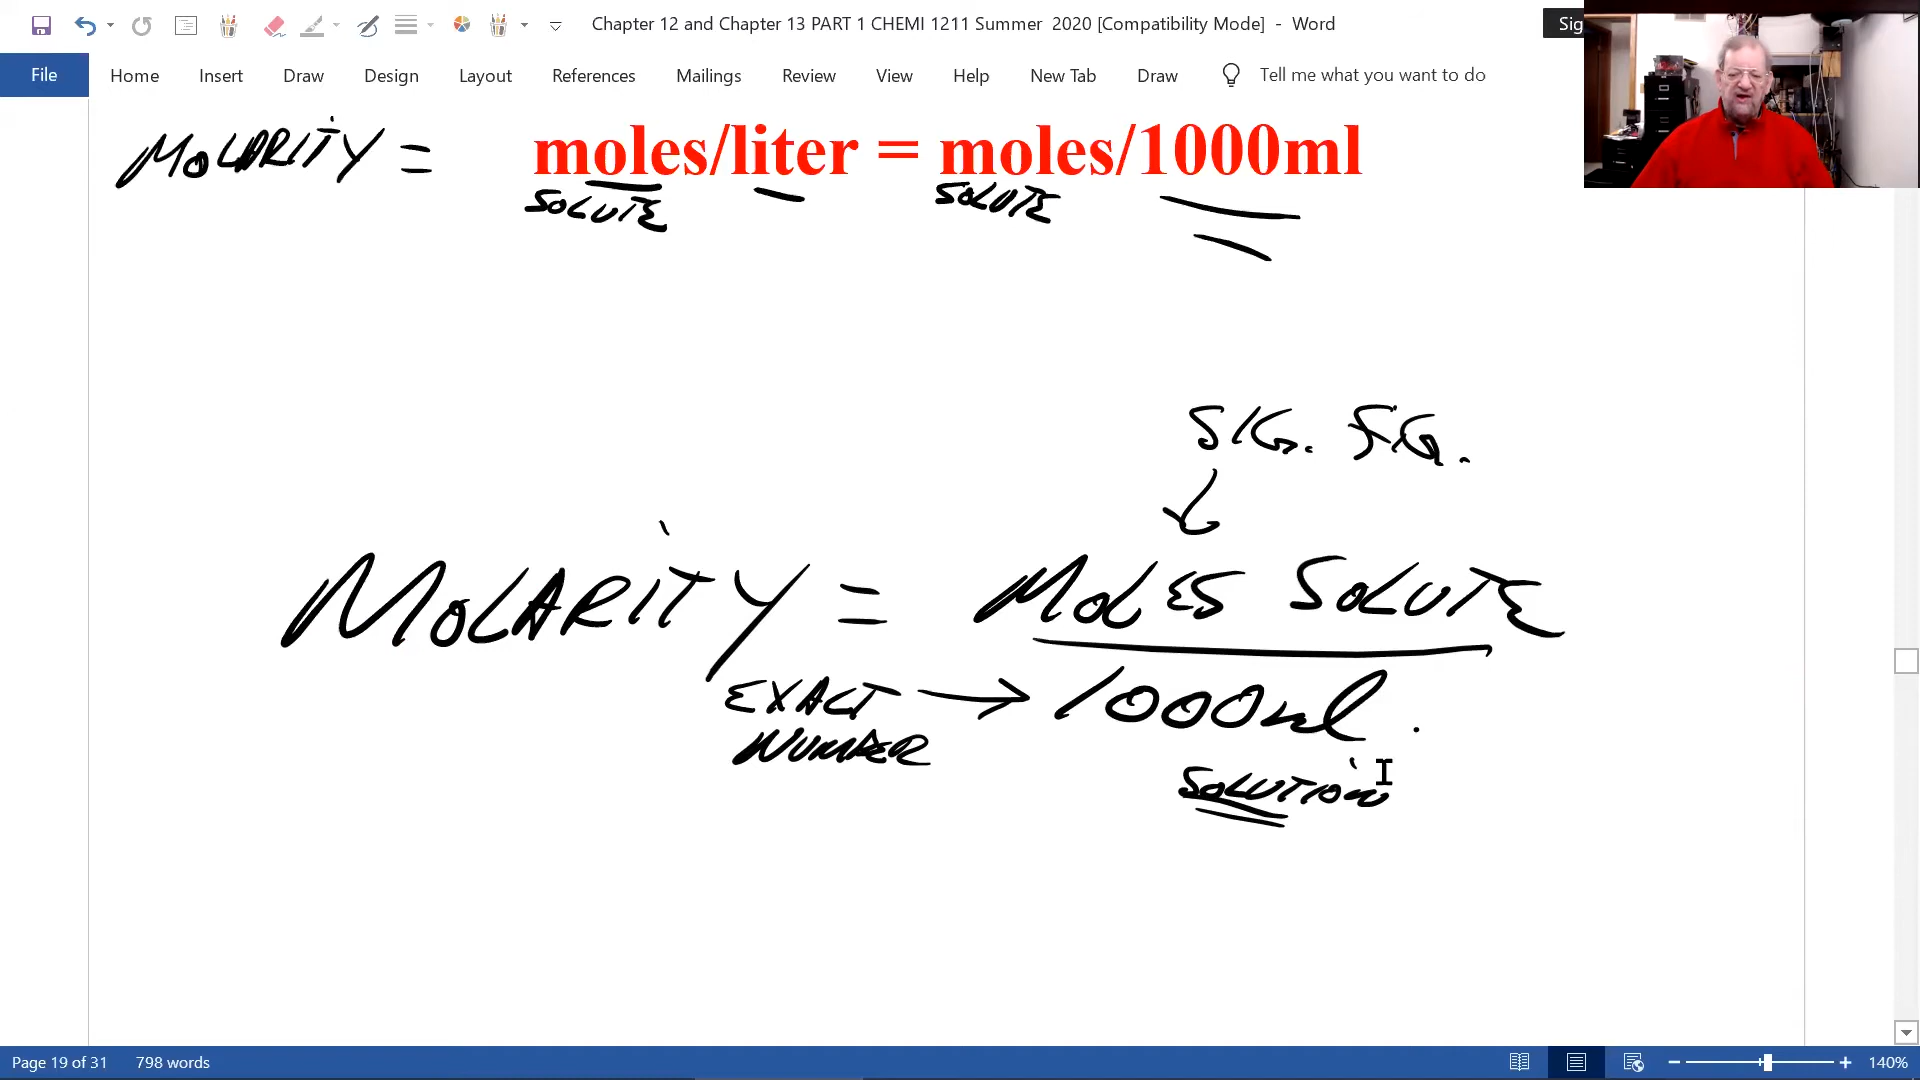 Chapter 12 and Chapter 13 PART 1 CHEMI 1211 Summer 2020 [Compatibility Mode] - Word
Sig
File Home Insert Draw Design Layout References Mailings Review View Help New Tab Draw Tell me what you want to do
MOLARITY = moles/liter = moles/1000ml
SOLUTE SOLUTE
SIG. FIG.
MOLARITY = MOLES SOLUTE
EXACT → 1000ml.
NUMBER
SOLUTION
Page 19 of 31 798 words 140%